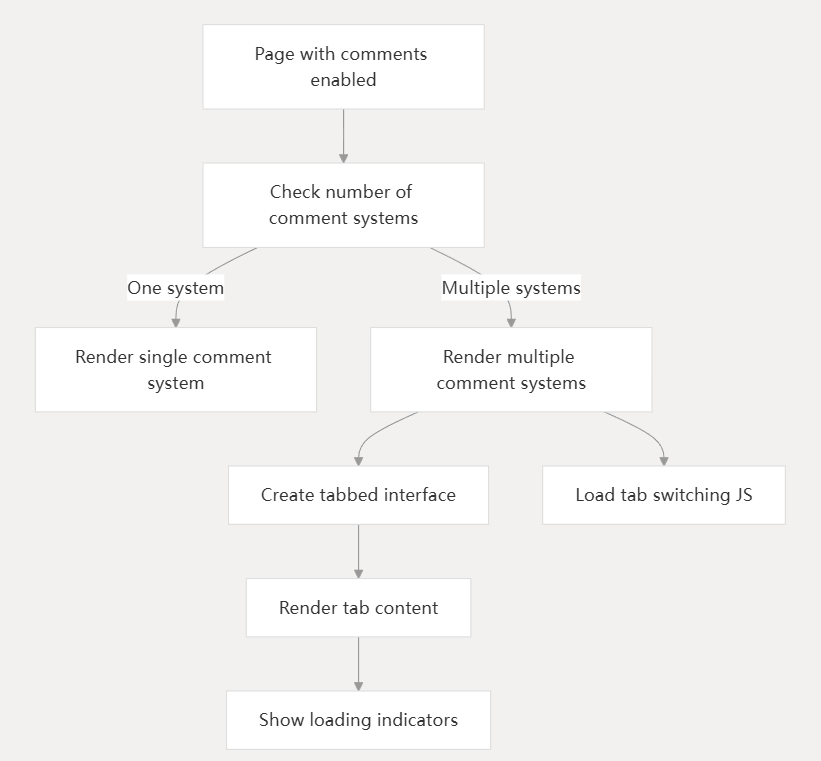 Page with comments
enabled
Check number of
comment systems
One system
Multiple systems
Render single comment
system
Render multiple
comment systems
Create tabbed interface
Load tab switching JS
Render tab content
Show loading indicators